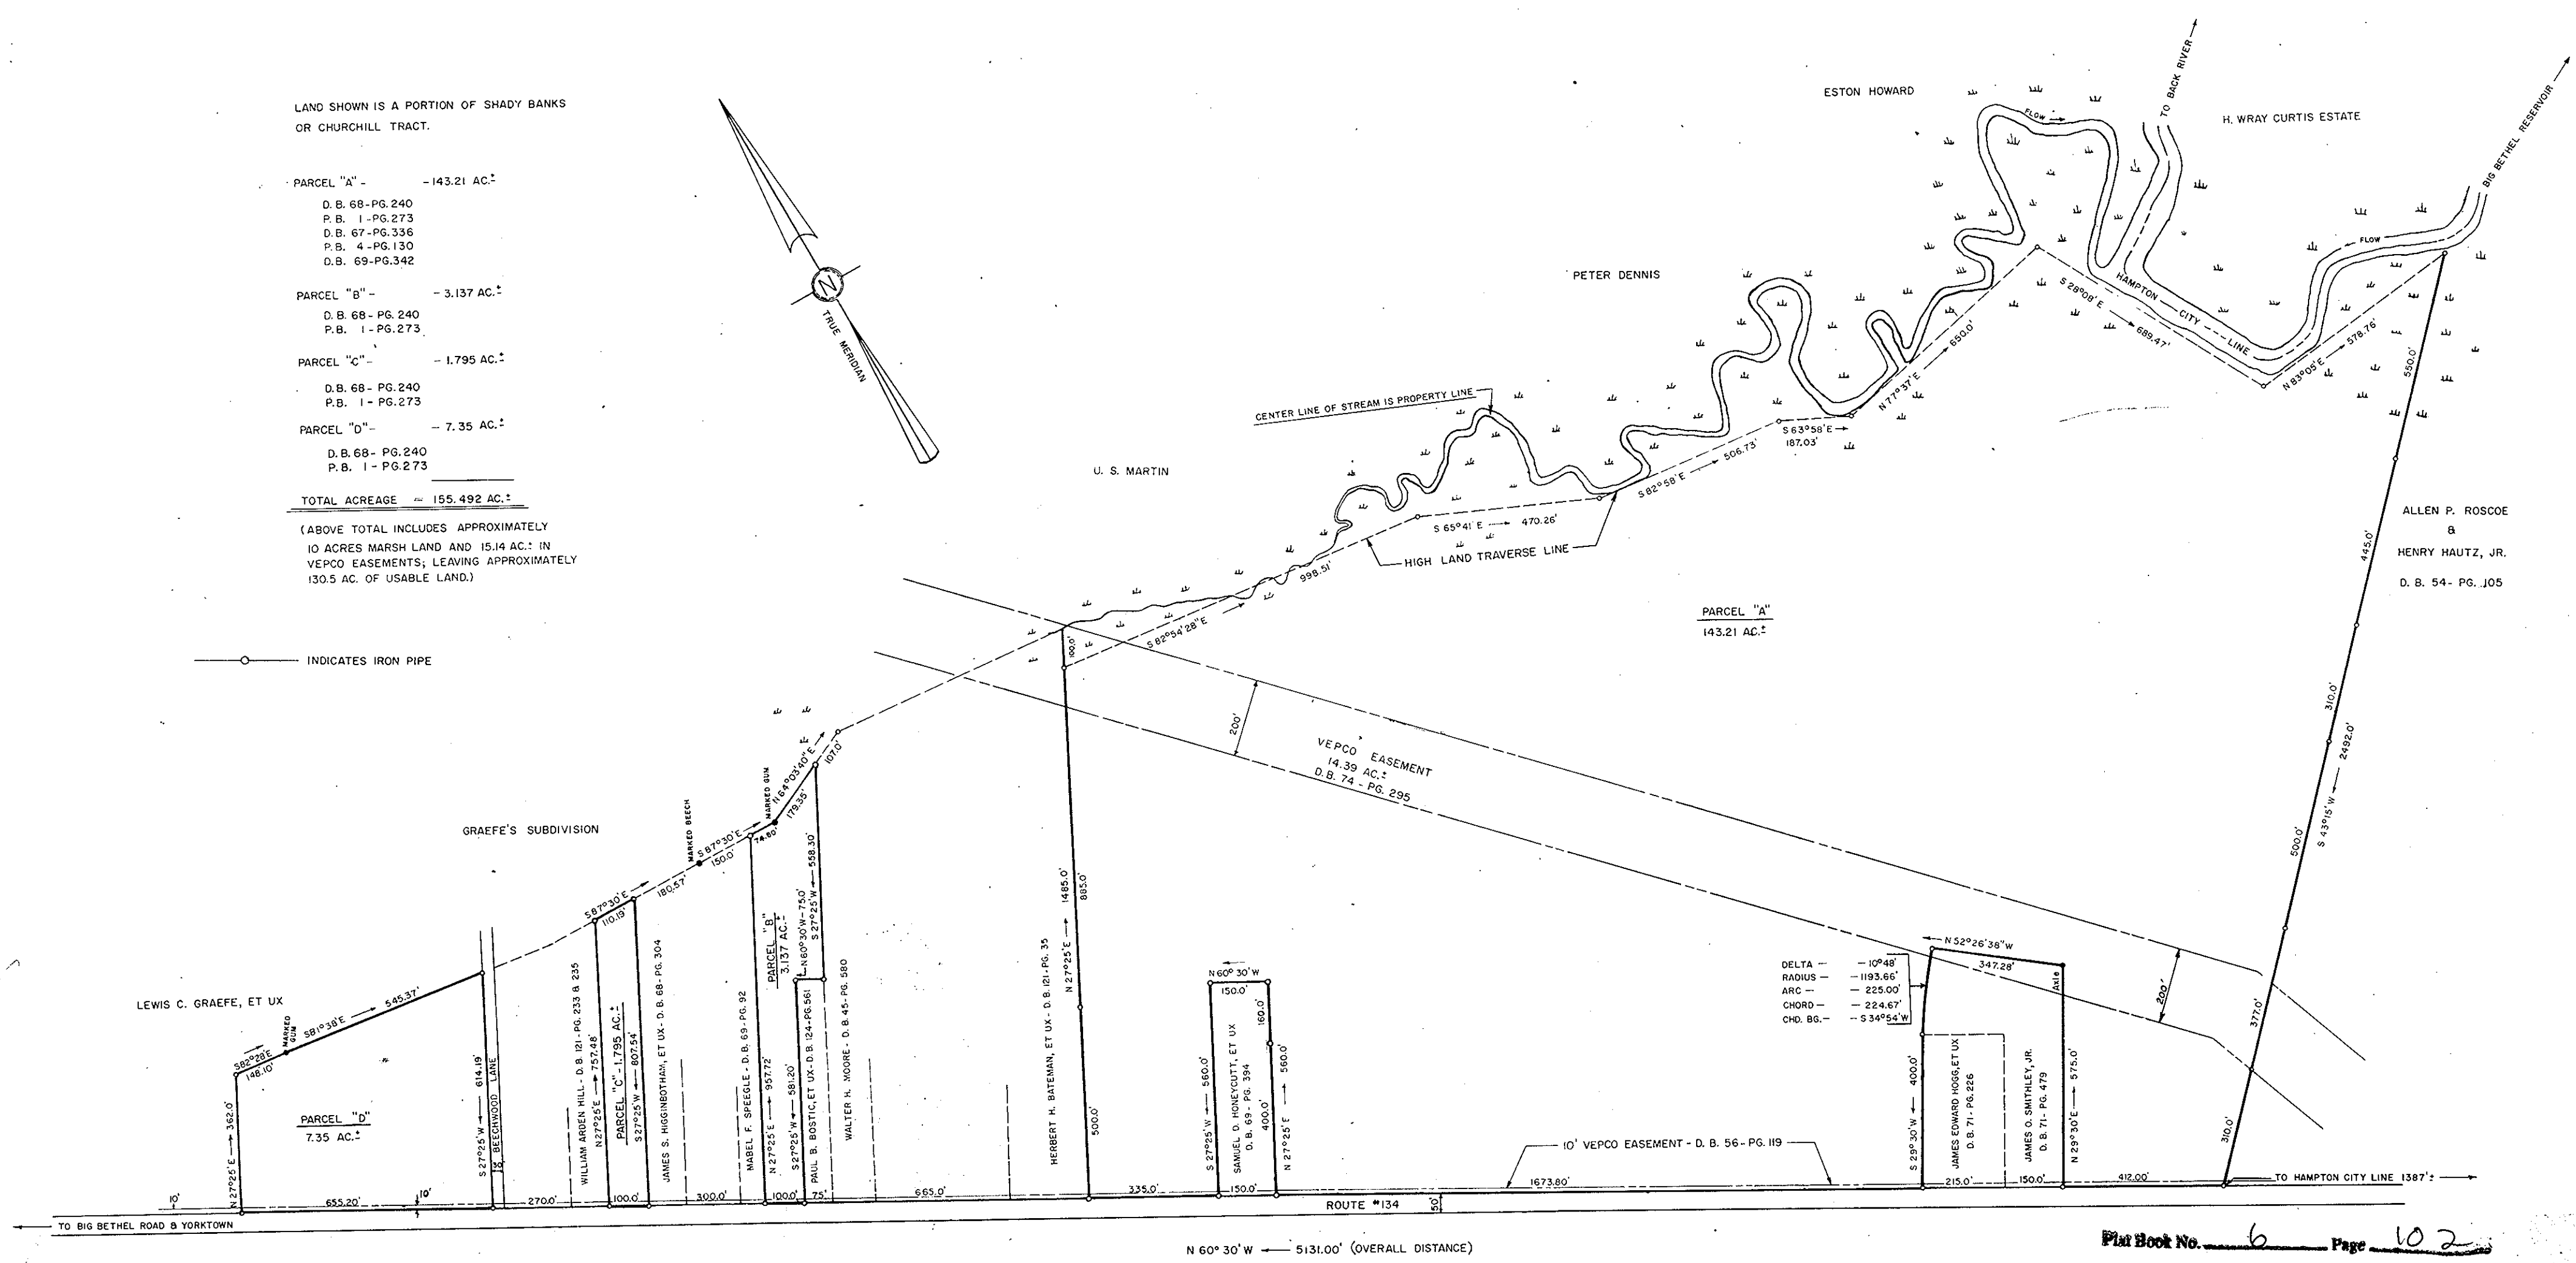 LAND SHOWN IS A PORTION OF SHADY BANKS
OR CHURCHILL TRACT.
PARCEL "A" - - 143.21 AC.±
D. B. 68-PG. 240
P. B. 1-PG. 273
D. B. 67-PG. 336
P. B. 4-PG. 130
D. B. 69-PG. 342
PARCEL "B" - - 3.137 AC.±
D. B. 68- PG. 240
P. B. 1-PG. 273
PARCEL "C" - - 1.795 AC.±
D. B. 68- PG. 240
P. B. 1- PG. 273
PARCEL "D" - - 7.35 AC.±
D. B. 68- PG. 240
P. B. 1- PG. 273
TOTAL ACREAGE = 155.492 AC.±
(ABOVE TOTAL INCLUDES APPROXIMATELY
10 ACRES MARSH LAND AND 15.14 AC.± IN
VEPCO EASEMENTS; LEAVING APPROXIMATELY
130.5 AC. OF USABLE LAND.)
INDICATES IRON PIPE
N
TRUE MERIDIAN
ESTON HOWARD
H. WRAY CURTIS ESTATE
TO BACK RIVER
BIG BETHEL RESERVOIR
FLOW
FLOW
PETER DENNIS
HAMPTON CITY LINE
S 28°08' E 689.47'
N 83°05' E 578.76'
N 77°37' E 650.0'
S 63°58' E
187.03'
S 82°58' E 506.73'
CENTER LINE OF STREAM IS PROPERTY LINE
U. S. MARTIN
S 65°41' E 470.26'
HIGH LAND TRAVERSE LINE
S 82°54'28" E 998.51'
100.0'
PARCEL "A"
143.21 AC.±
ALLEN P. ROSCOE
&
HENRY HAUTZ, JR.
D. B. 54- PG. 105
550.0'
445.0'
310.0'
S 43°15' W 2492.0'
500.0'
377.0'
310.0'
200'
VEPCO EASEMENT
14.39 AC.±
D. B. 74 - PG. 295
200'
GRAEFE'S SUBDIVISION
LEWIS C. GRAEFE, ET UX
MARKED GUM
S 82°28' E
148.10'
S 81°38' E 545.37'
PARCEL "D"
7.35 AC.±
N 27°25' E 362.0'
S 27°25' W 614.19'
BEECHWOOD LANE
30'
S 87°30' E
110.19'
180.57'
MARKED BEECH
S 87°30' E
150.0'
74.80'
MARKED GUM
N 64°03'40" E
179.35'
107.0'
WILLIAM ARDEN HILL - D. B. 121 - PG. 233 & 235
N 27°25' E 757.48'
PARCEL "C" - 1.795 AC.±
S 27°25' W 807.54'
JAMES S. HIGGINBOTHAM, ET UX - D. B. 68 - PG. 304
MABEL F. SPEEGLE - D. B. 69 - PG. 92
N 27°25' E 957.72'
PARCEL "B"
3.137 AC.±
N 60°30' W - 75.0'
S 27°25' W 558.30'
S 27°25' W 581.20'
PAUL B. BOSTIC, ET UX - D. B. 124 - PG. 561
WALTER H. MOORE - D. B. 45 - PG. 580
HERBERT H. BATEMAN, ET UX - D. B. 121 - PG. 35
N 27°25' E 1485.0'
885.0'
500.0'
N 60°30' W
150.0'
S 27°25' W 560.0'
SAMUEL D. HONEYCUTT, ET UX
D. B. 69 - PG. 394
160.0'
400.0'
N 27°25' E 560.0'
10' VEPCO EASEMENT - D. B. 56 - PG. 119
DELTA - - 10°48'
RADIUS - - 1193.66'
ARC - - 225.00'
CHORD - - 224.67'
CHD. BG. - - S 34°54' W
N 52°26'38" W
347.28'
Axle
S 29°30' W 400.0'
JAMES EDWARD HOGG, ET UX
D. B. 71 - PG. 226
JAMES O. SMITHLEY, JR.
D. B. 71 - PG. 479
N 29°30' E 575.0'
10' 655.20' 10' 270.0' 100.0' 300.0' 100.0' 75' 665.0' 335.0' 150.0' 1673.80' 215.0' 150.0' 412.00'
TO HAMPTON CITY LINE 1387'±
50'
ROUTE #134
TO BIG BETHEL ROAD & YORKTOWN
N 60° 30' W 5131.00' (OVERALL DISTANCE)
Plat Book No. 6 Page 102